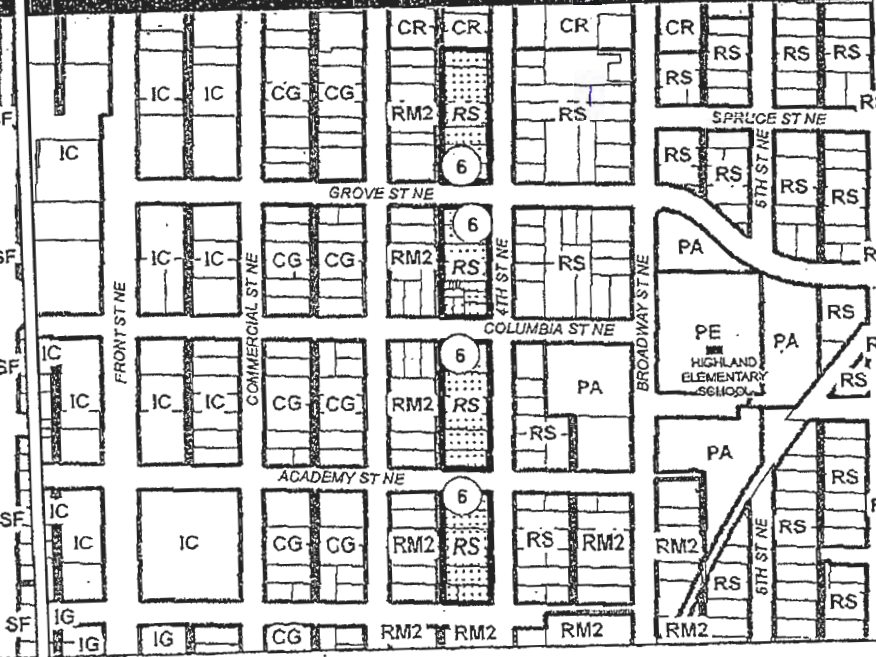 CR RS CR CR RS RS RS
IC IC CG CG RM2 RS RS RS
SF IC SPRUCE ST NE
6 RS RS RS RS
GROVE ST NE 5TH ST NE
6
SF IC IC CG CG RM2 RS RS PA
FRONT ST NE COMMERCIAL ST NE 4TH ST NE BROADWAY ST NE
COLUMBIA ST NE PE PA RS
HIGHLAND
ELEMENTARY
SCHOOL
SF IC 6 RS
IC IC IC CG CG RM2 RS PA
RS PA
ACADEMY ST NE RS
6
SF IC RS
IC IC CG CG RM2 RS RS RM2 RM2
5TH ST NE
RS RS
SF IG IG IG CG RM2 RM2 RM2 RM2